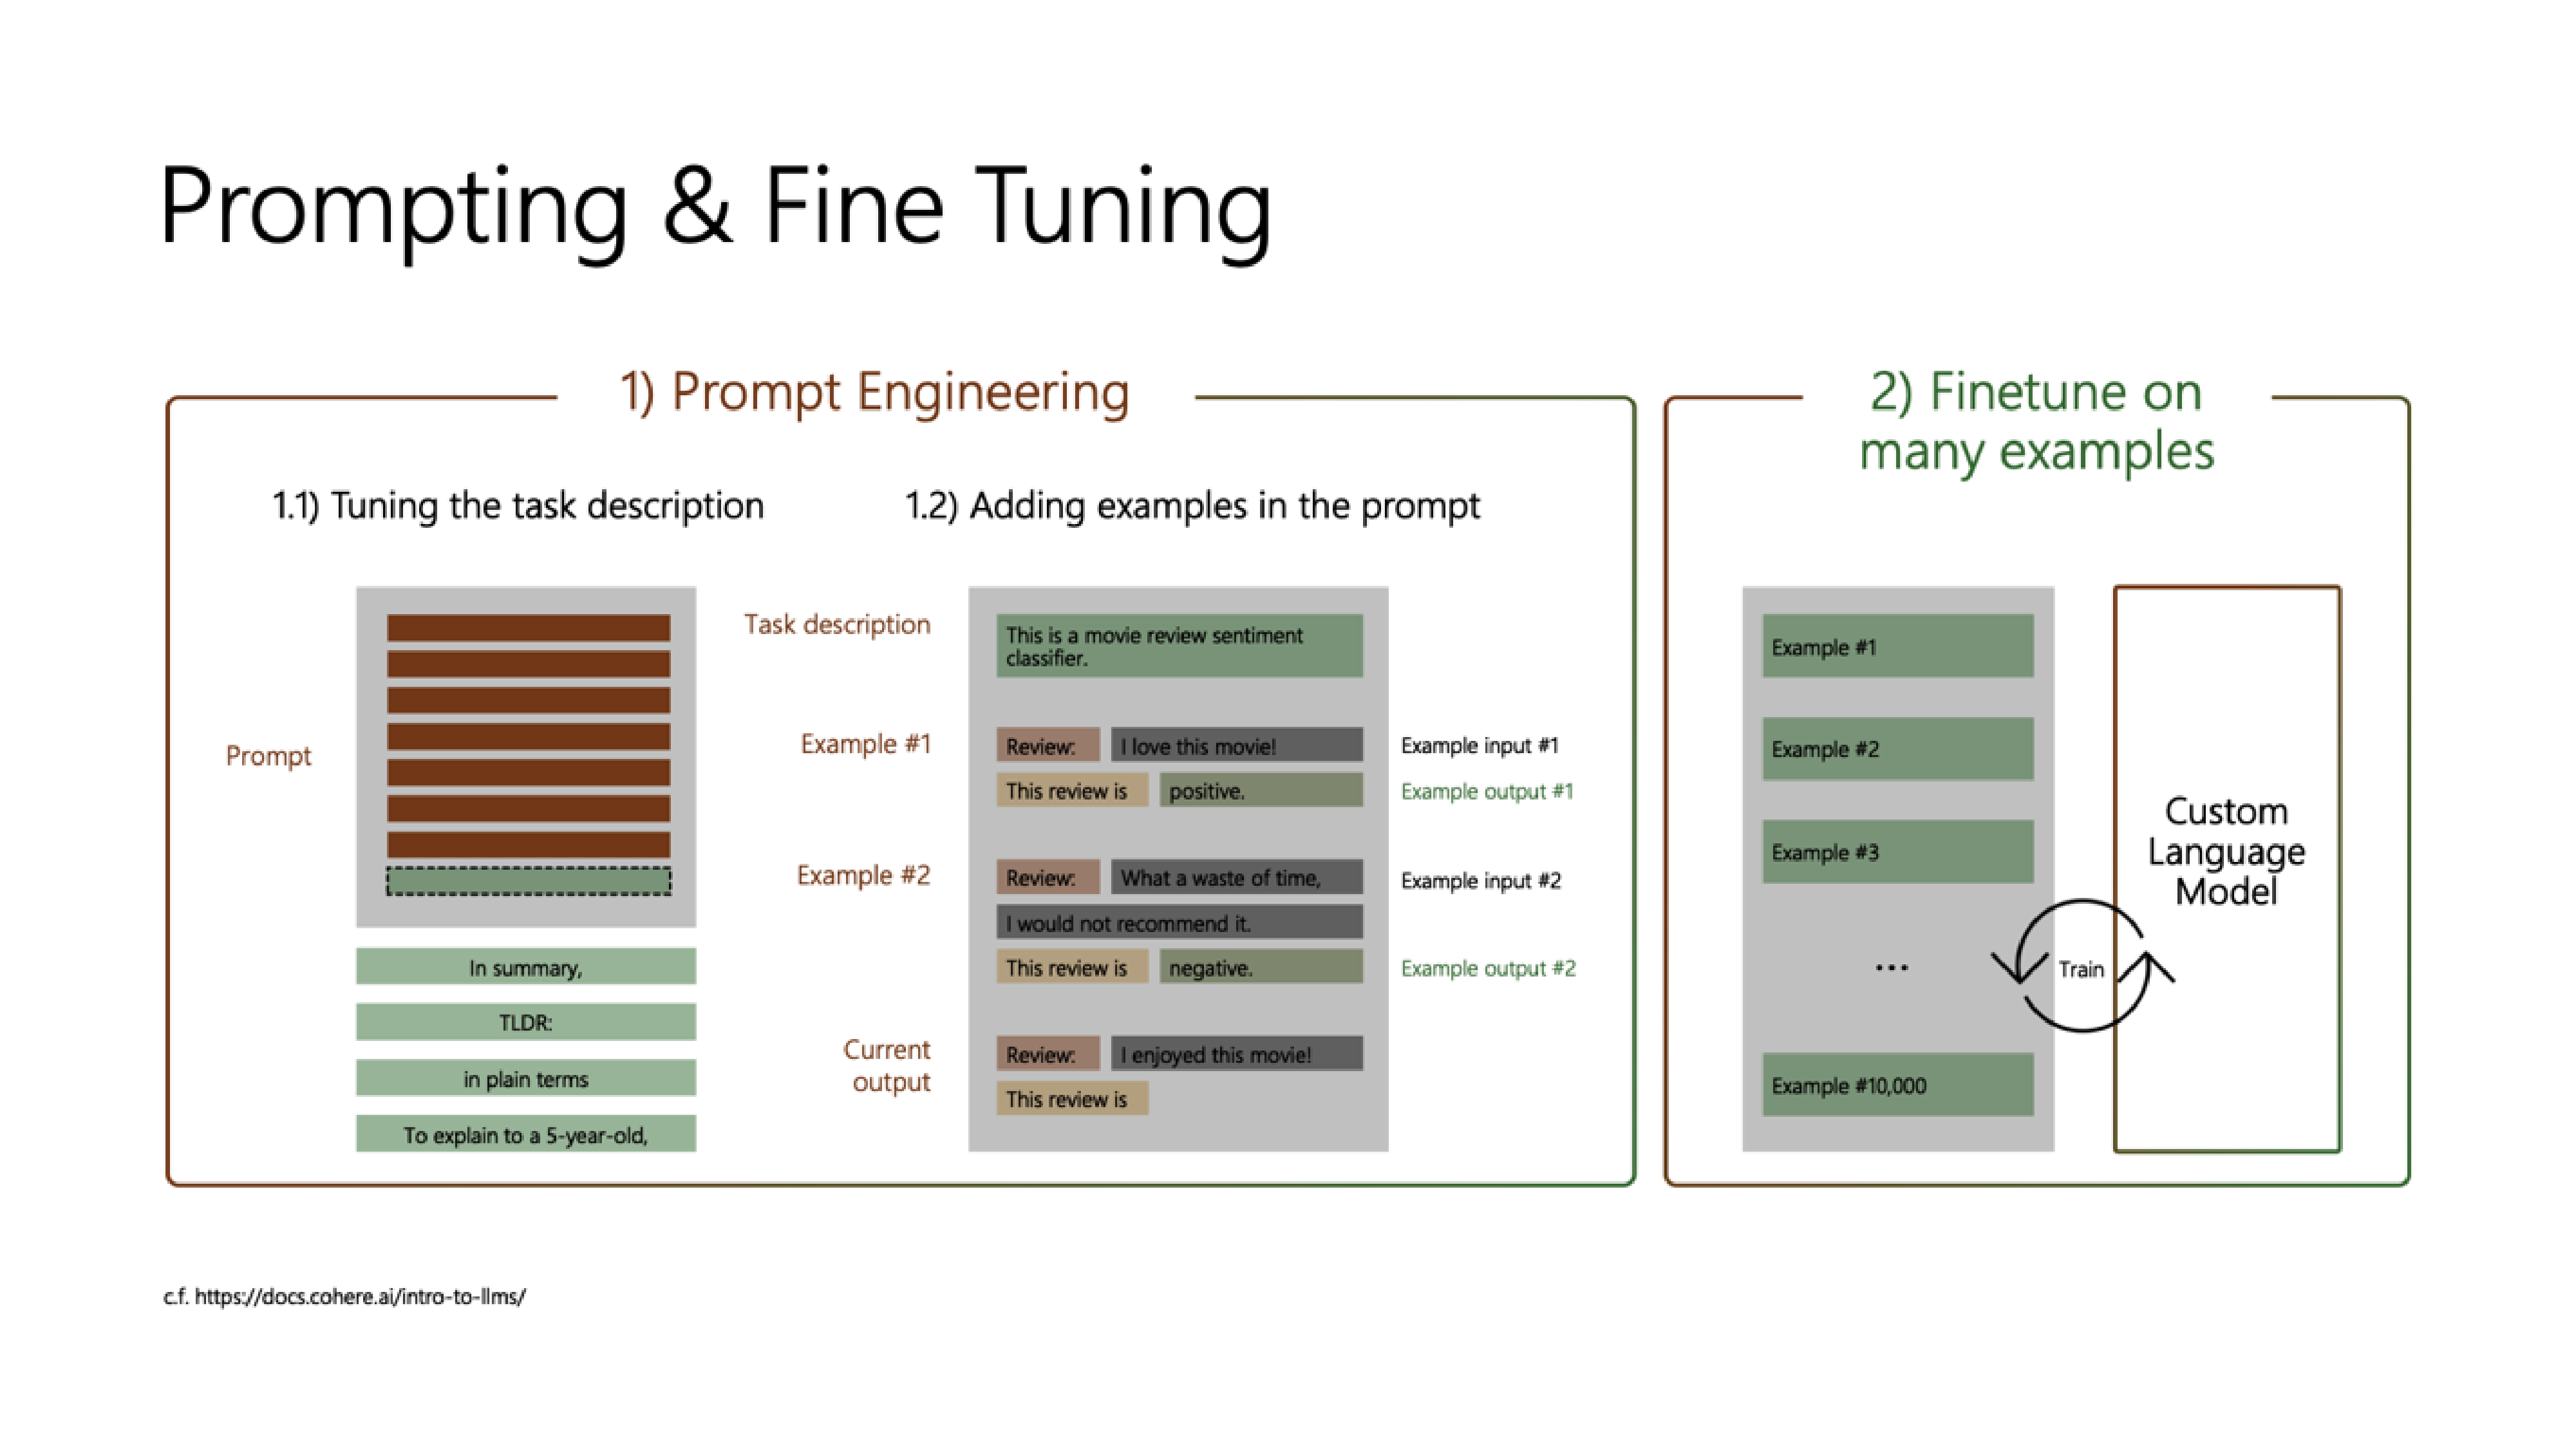 Prompting & Fine Tuning
1) Prompt Engineering
1.1) Tuning the task description
Prompt
In summary,
TLDR:
in plain terms
To explain to a 5-year-old,
1.2) Adding examples in the prompt
Task description
This is a movie review sentiment
classifier.
Example #1
Review:
I love this movie!
Example input #1
This review is
positive.
Example output #1
Example #2
Review:
What a waste of time,
Example input #2
I would not recommend it.
This review is
negative.
Example output #2
Current
output
Review:
I enjoyed this movie!
This review is
2) Finetune on
many examples
Example #1
Example #2
Example #3
...
Example #10,000
Train
Custom
Language
Model
c.f. https://docs.cohere.ai/intro-to-llms/